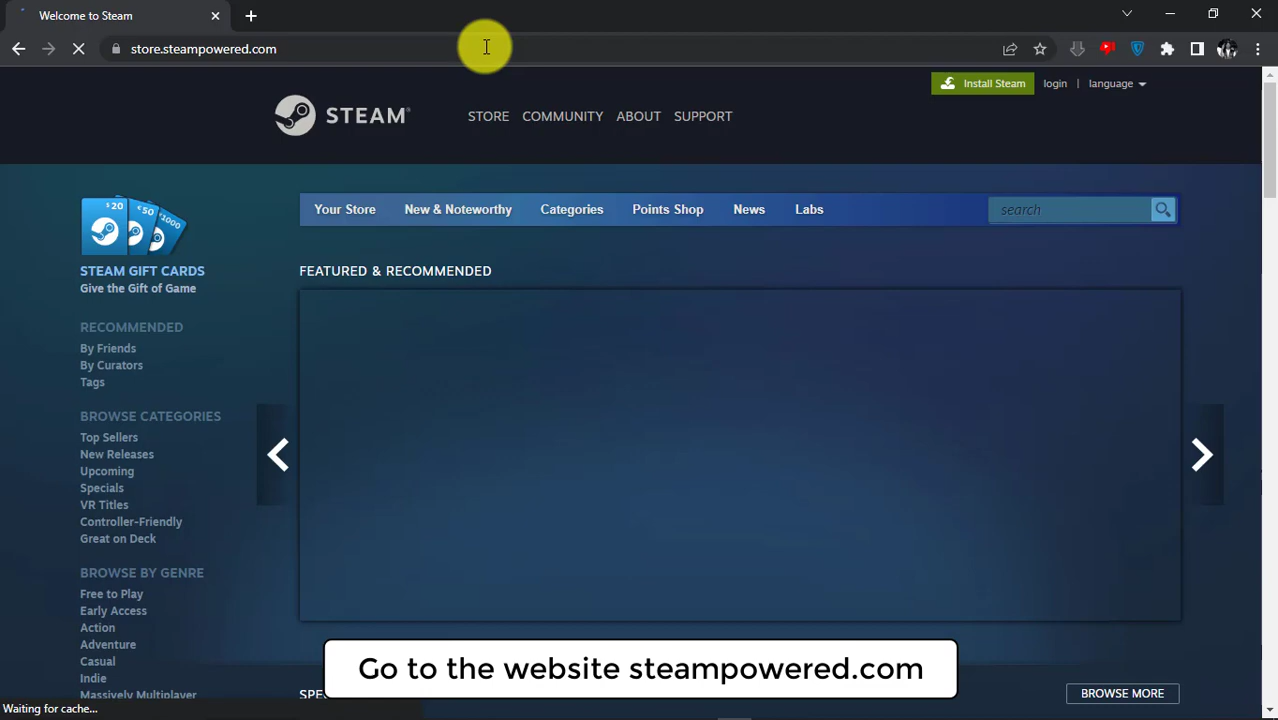 Welcome to Steam
store.steampowered.com
Install Steam login | language
STEAM®
STORE COMMUNITY ABOUT SUPPORT
$20 €50 £1000
Your Store New & Noteworthy Categories Points Shop News Labs
search
STEAM GIFT CARDS
Give the Gift of Game
FEATURED & RECOMMENDED
RECOMMENDED
By Friends
By Curators
Tags
BROWSE CATEGORIES
Top Sellers
New Releases
Upcoming
Specials
VR Titles
Controller-Friendly
Great on Deck
BROWSE BY GENRE
Free to Play
Early Access
Action
Adventure
Casual
Indie
Massively Multiplayer
Go to the website steampowered.com
SPE
BROWSE MORE
Waiting for cache...